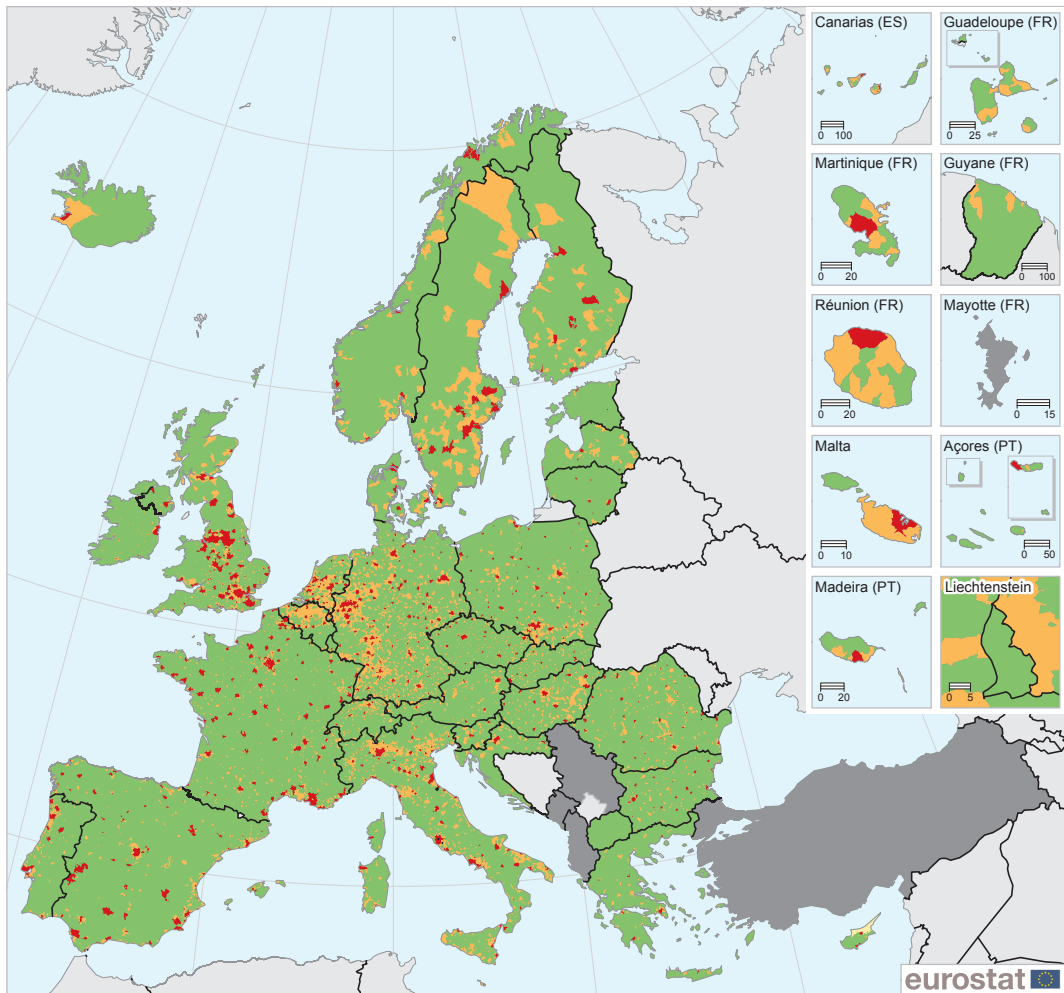 Canarias (ES)
0 100
Guadeloupe (FR)
0 25
Martinique (FR)
0 20
Guyane (FR)
0 100
Réunion (FR)
0 20
Mayotte (FR)
0 15
Malta
0 10
Açores (PT)
0 50
Madeira (PT)
0 20
Liechtenstein
0 5
eurostat